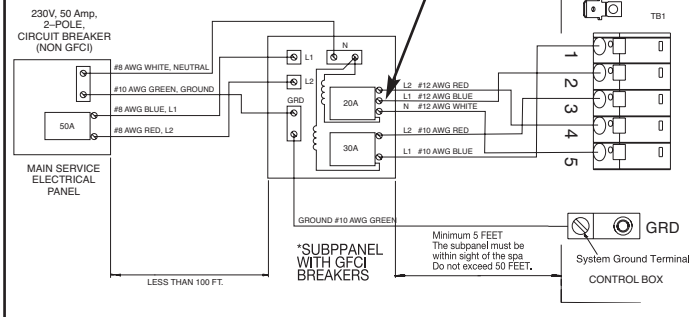 230V, 50 Amp,
2–POLE,
CIRCUIT BREAKER
(NON GFCI)
#8 AWG WHITE, NEUTRAL
#10 AWG GREEN, GROUND
#8 AWG BLUE, L1
50A
#8 AWG RED, L2
MAIN SERVICE
ELECTRICAL
PANEL
LESS THAN 100 FT.
N
L1
L2
GRD
20A
30A
L2 #12 AWG RED
L1 #12 AWG BLUE
N #12 AWG WHITE
L2 #10 AWG RED
L1 #10 AWG BLUE
GROUND #10 AWG GREEN
*SUBPPANEL
WITH GFCI
BREAKERS
Minimum 5 FEET
The subpanel must be
within sight of the spa
Do not exceed 50 FEET.
TB1
1
2
3
4
5
GRD
System Ground Terminal
CONTROL BOX